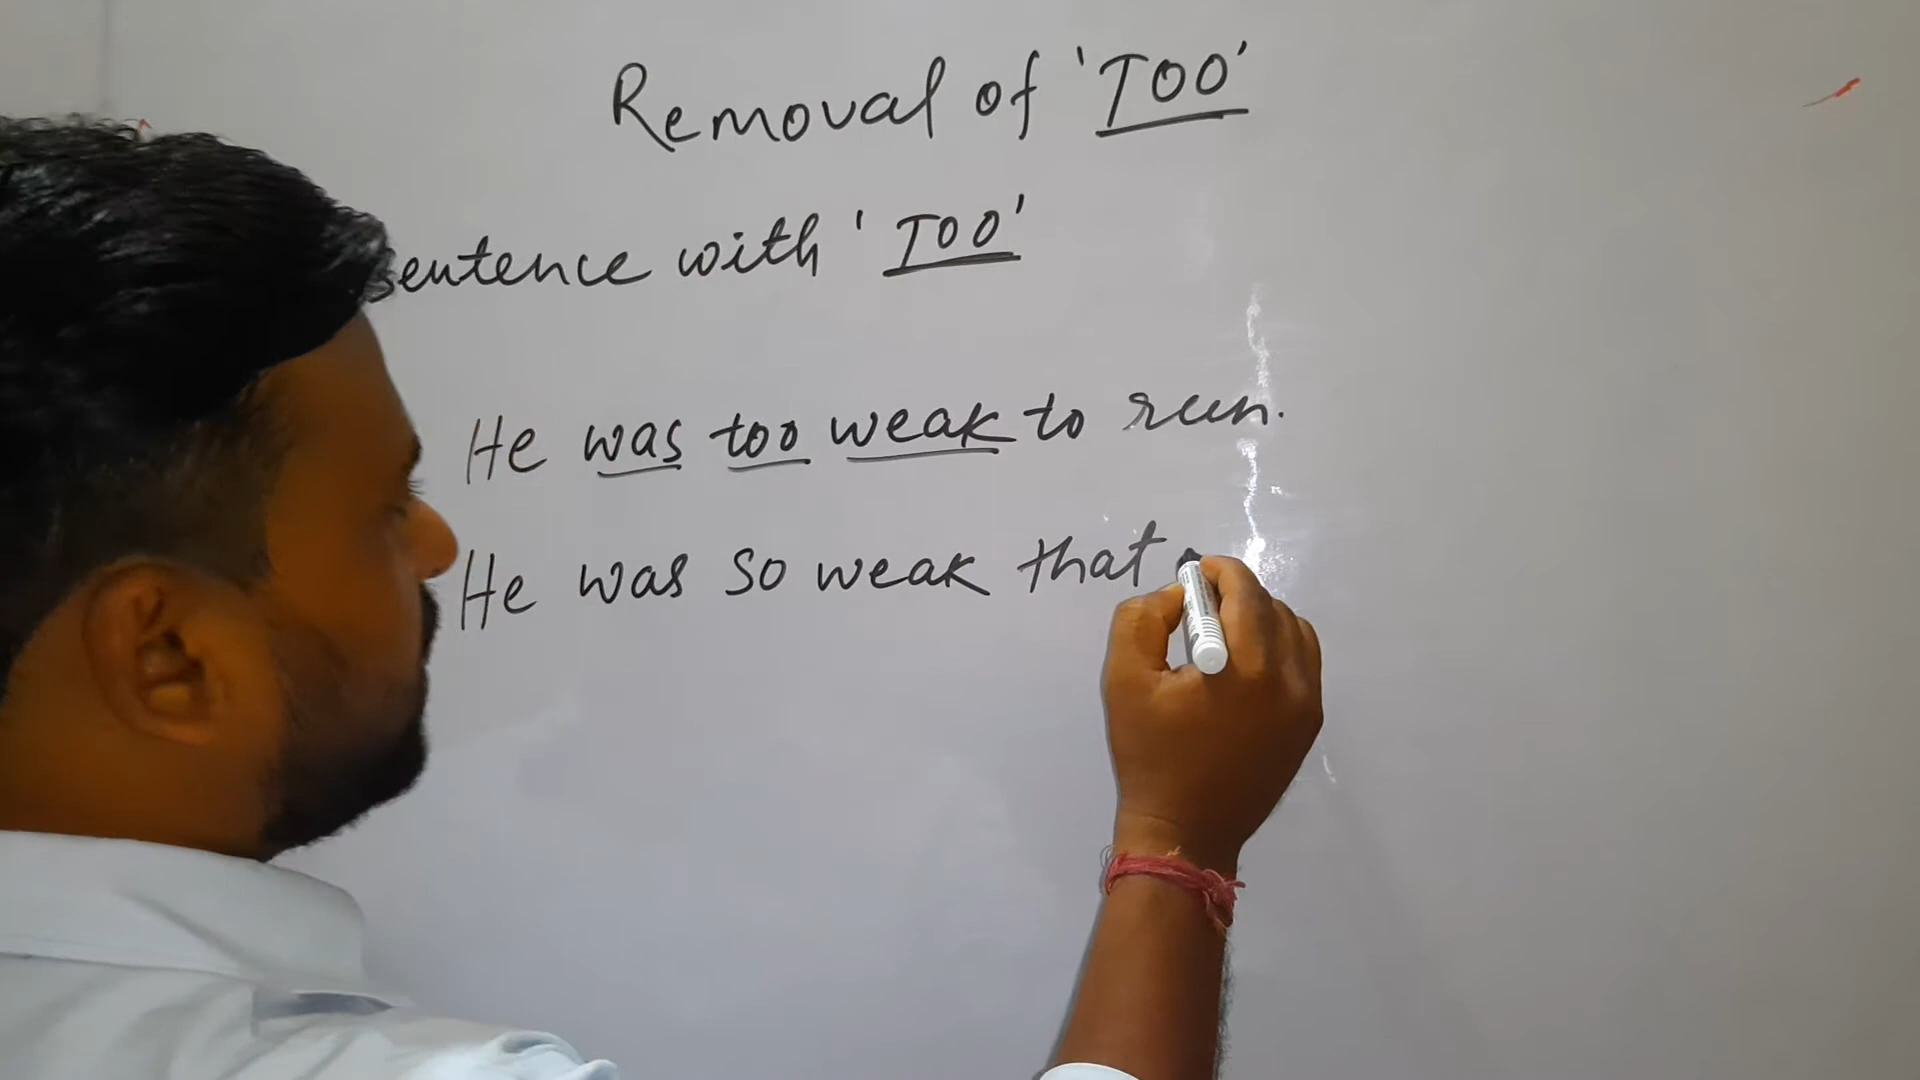 Removal of 'TOO'
sentence with 'TOO'
He was too weak to run.
He was so weak that